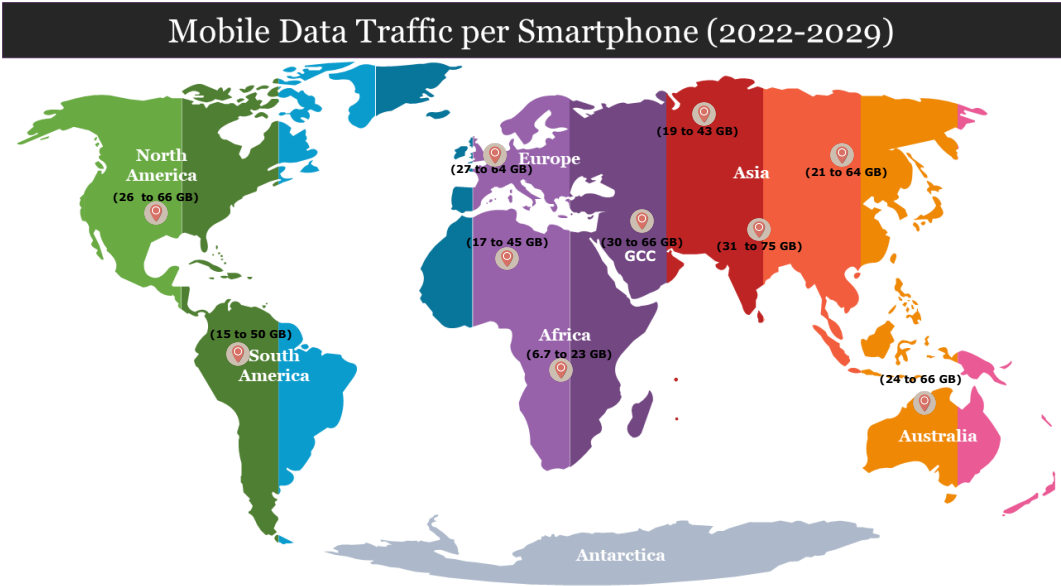 Mobile Data Traffic per Smartphone (2022-2029)
(19 to 43 GB)
North
America
Europe
(27 to 64 GB)
Asia
(21 to 64 GB)
(26 to 66 GB)
(17 to 45 GB)
(30 to 66 GB)
GCC
(31 to 75 GB)
(15 to 50 GB)
South
America
Africa
(6.7 to 23 GB)
(24 to 66 GB)
Australia
Antarctica